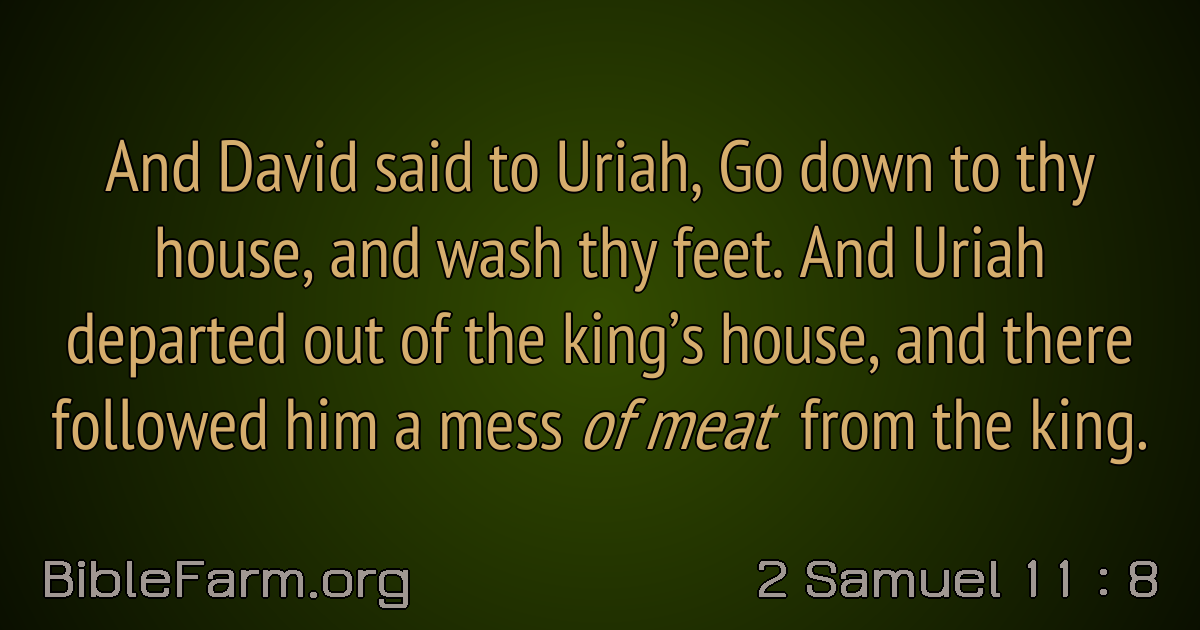 And David said to Uriah, Go down to thy
house, and wash thy feet. And Uriah
departed out of the king’s house, and there
followed him a mess of meat from the king.
BibleFarm.org
2 Samuel 11 : 8